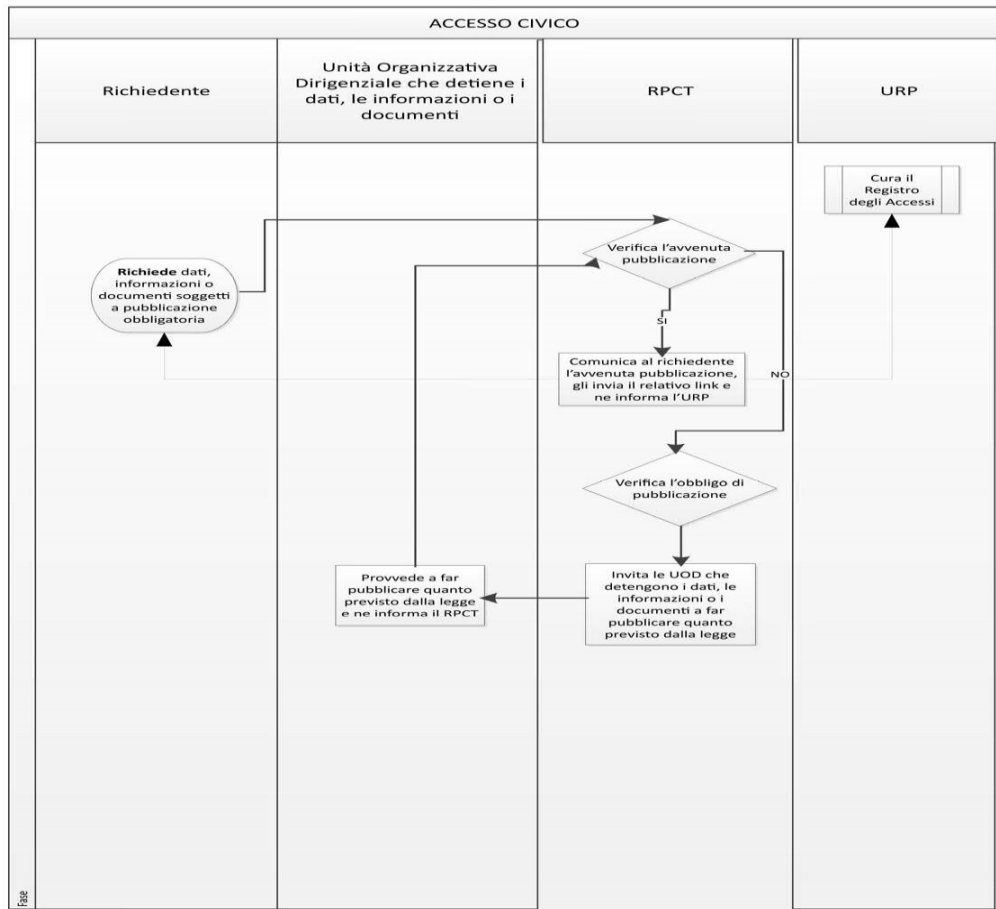 ACCESSO CIVICO
Richiedente
Unità Organizzativa
Dirigenziale che detiene i
dati, le informazioni o i
documenti
RPCT
URP
Cura il
Registro
degli Accessi
Verifica l'avvenuta
pubblicazione
Richiede dati,
informazioni o
documenti soggetti
a pubblicazione
obbligatoria
SI
Comunica al richiedente
l'avvenuta pubblicazione,
gli invia il relativo link e
ne informa l'URP
NO
Verifica l'obbligo di
pubblicazione
Provvede a far
pubblicare quanto
previsto dalla legge
e ne informa il RPCT
Invita le UOD che
detengono i dati, le
informazioni o i
documenti a far
pubblicare quanto
previsto dalla legge
Fase